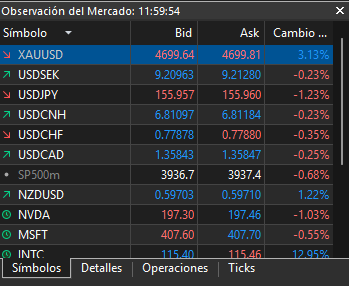 Observación del Mercado: 11:59:54
Símbolo Bid Ask Cambio ...
XAUUSD 4699.64 4699.81 3.13%
USDSEK 9.20963 9.21280 -0.23%
USDJPY 155.957 155.960 -1.23%
USDCNH 6.81097 6.81184 -0.23%
USDCHF 0.77878 0.77880 -0.35%
USDCAD 1.35843 1.35847 -0.25%
SP500m 3936.7 3937.4 -0.68%
NZDUSD 0.59703 0.59710 1.22%
NVDA 197.30 197.46 -1.03%
MSFT 407.60 407.70 -0.55%
INTC 115.40 115.46 12.95%
Símbolos Detalles Operaciones Ticks